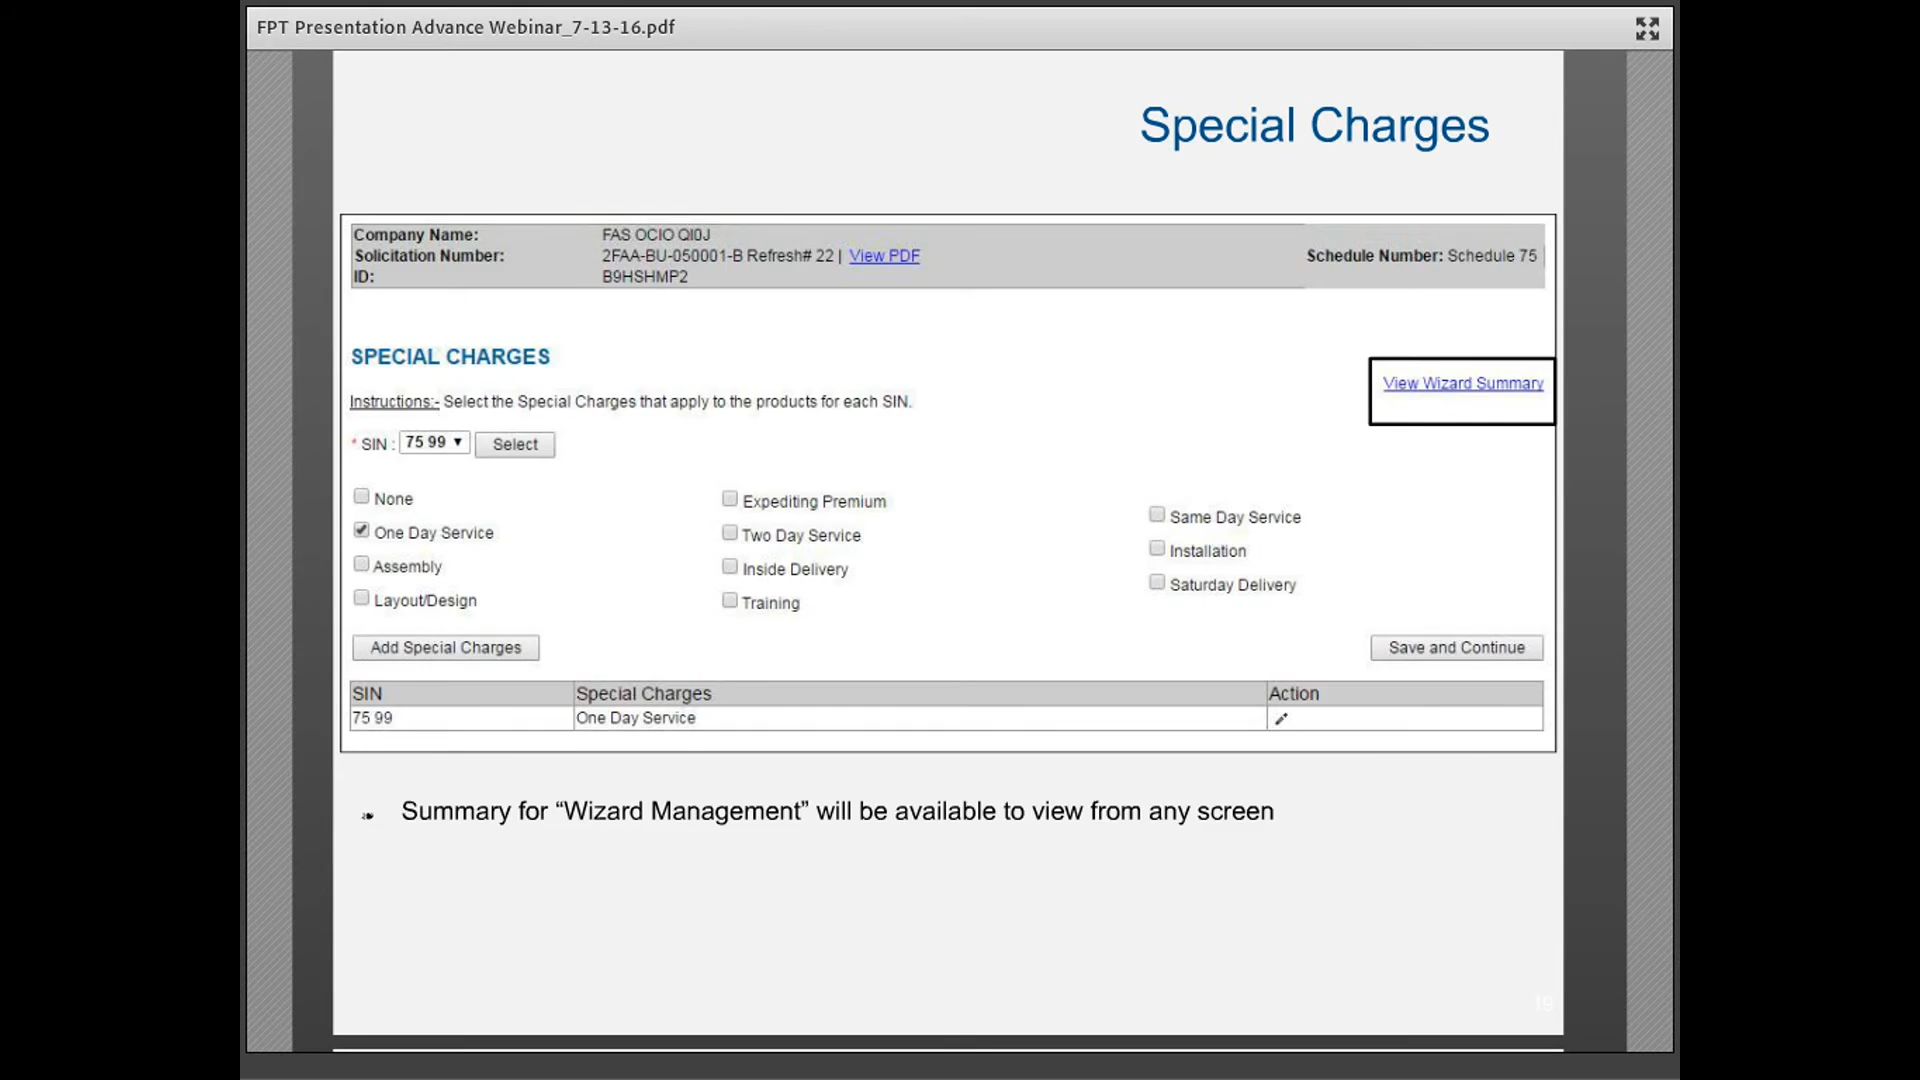 FPT Presentation Advance Webinar_7-13-16.pdf
Special Charges
Company Name: FAS OCIO QI0J
Solicitation Number: 2FAA-BU-050001-B Refresh# 22 | View PDF Schedule Number: Schedule 75
ID: B9HSHMP2
SPECIAL CHARGES
View Wizard Summary
Instructions:- Select the Special Charges that apply to the products for each SIN.
* SIN : 75 99 Select
None Expediting Premium Same Day Service
One Day Service Two Day Service Installation
Assembly Inside Delivery Saturday Delivery
Layout/Design Training
Add Special Charges Save and Continue
SIN Special Charges Action
75 99 One Day Service
Summary for “Wizard Management” will be available to view from any screen
19